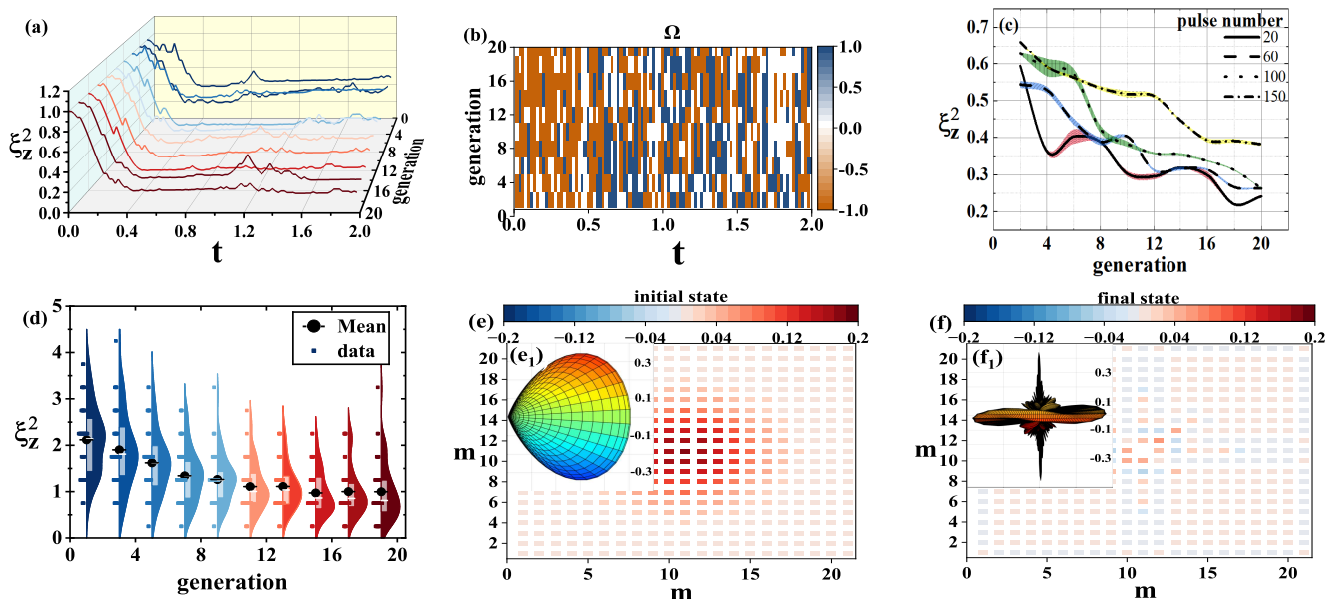 (a)
1.2
1.0
0.8
0.6
0.4
0.2
0.0
ξz²
0.0 0.4 0.8 1.2 1.6 2.0
t
0
4
8
12
16
20
generation
(b)
Ω
20
16
12
8
4
0
generation
0.0 0.5 1.0 1.5 2.0
t
1.0
0.5
0.0
-0.5
-1.0
(c)
pulse number
20
60
100
150
0.7
0.6
0.5
0.4
0.3
0.2
ξz²
0 4 8 12 16 20
generation
(d)
Mean
data
5
4
3
2
1
0
ξz²
0 4 7 10 13 16 20
generation
initial state
−0.2 −0.12 −0.04 0.04 0.12 0.2
(e)
(e1)
0.3
0.1
-0.1
-0.3
20
18
16
14
12
10
8
6
4
2
m
0 5 10 15 20
m
final state
−0.2 −0.12 −0.04 0.04 0.12 0.2
(f)
(f1)
0.3
0.1
-0.1
-0.3
20
18
16
14
12
10
8
6
4
2
m
0 5 10 15 20
m